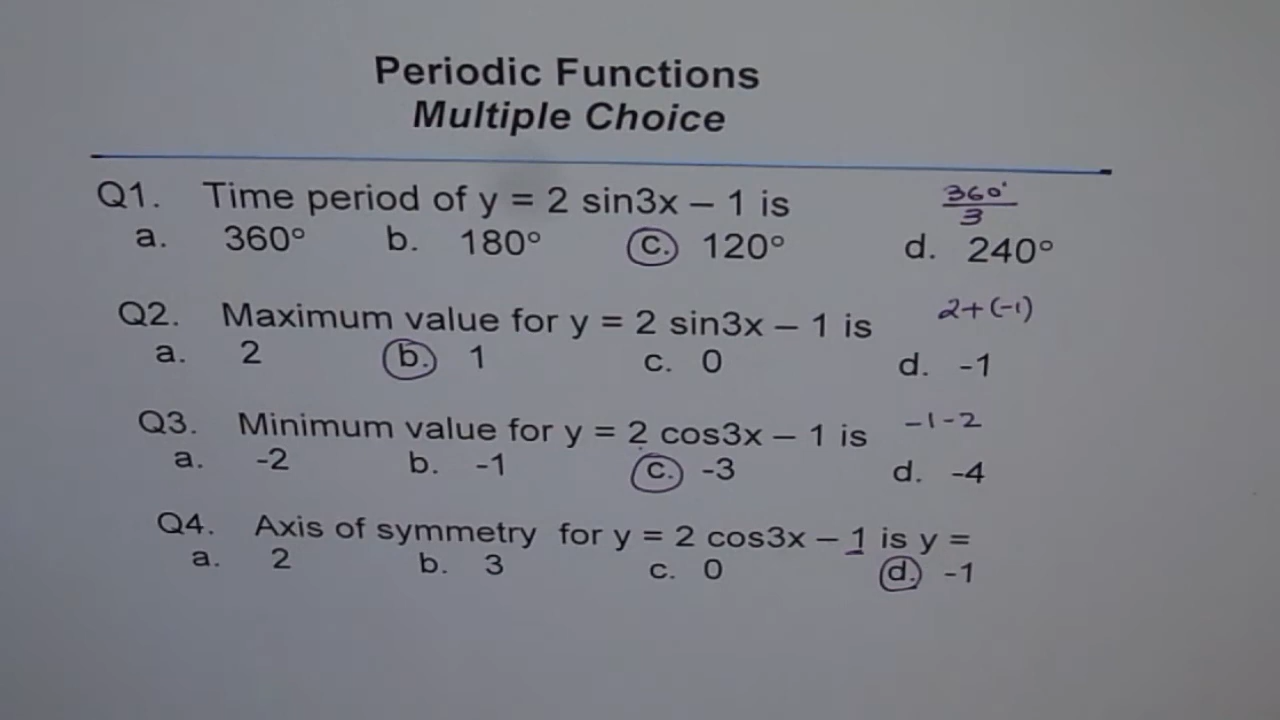 Periodic Functions
Multiple Choice
Q1. Time period of y = 2 sin3x – 1 is 360°/3
a. 360° b. 180° c. 120° d. 240°
Q2. Maximum value for y = 2 sin3x – 1 is 2+(-1)
a. 2 b. 1 c. 0 d. -1
Q3. Minimum value for y = 2 cos3x – 1 is -1-2
a. -2 b. -1 c. -3 d. -4
Q4. Axis of symmetry for y = 2 cos3x – 1 is y =
a. 2 b. 3 c. 0 d. -1